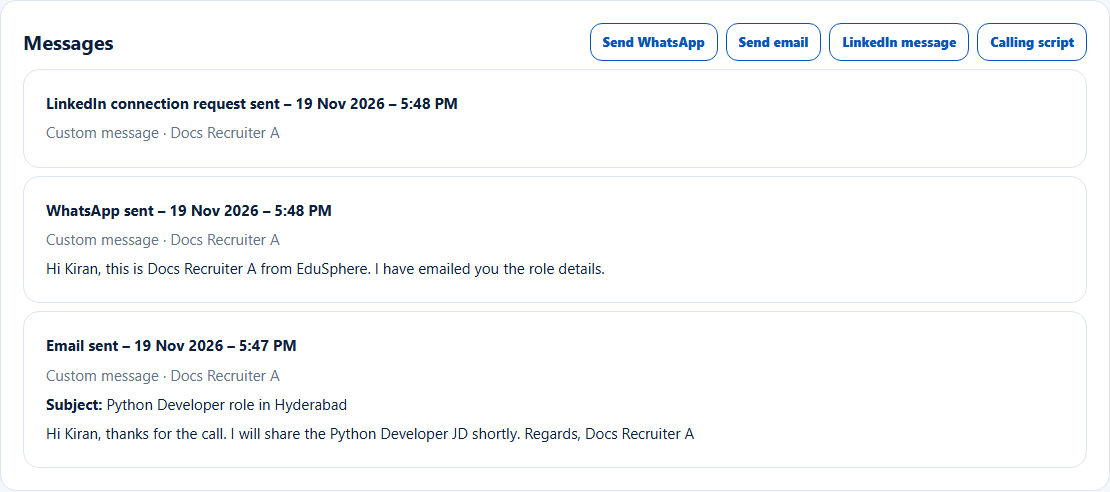 Messages
Send WhatsApp
Send email
LinkedIn message
Calling script
LinkedIn connection request sent – 19 Nov 2026 – 5:48 PM
Custom message · Docs Recruiter A
WhatsApp sent – 19 Nov 2026 – 5:48 PM
Custom message · Docs Recruiter A
Hi Kiran, this is Docs Recruiter A from EduSphere. I have emailed you the role details.
Email sent – 19 Nov 2026 – 5:47 PM
Custom message · Docs Recruiter A
Subject: Python Developer role in Hyderabad
Hi Kiran, thanks for the call. I will share the Python Developer JD shortly. Regards, Docs Recruiter A